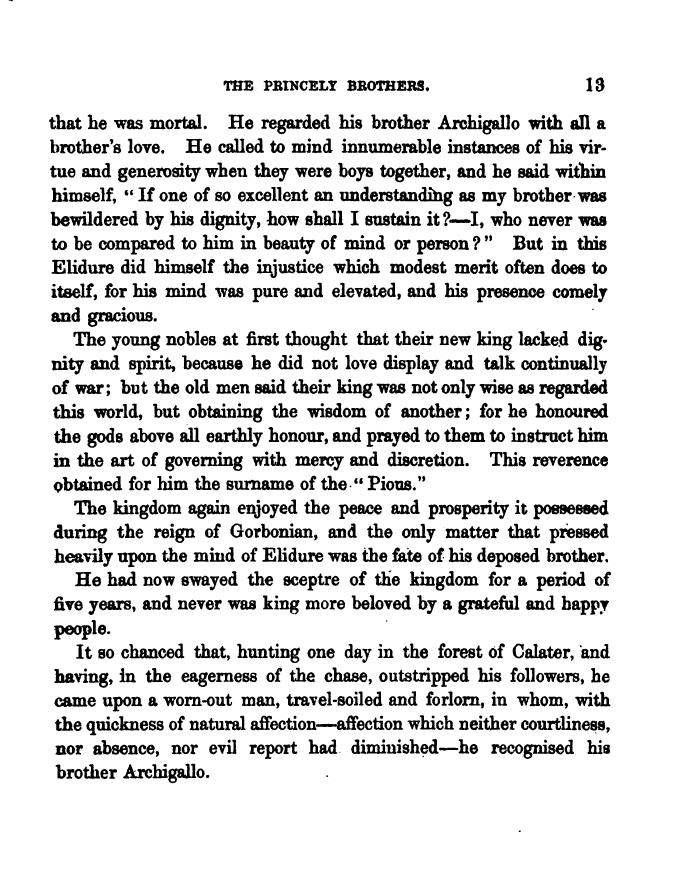 THE PRINCELY BROTHERS. 13
that he was mortal. He regarded his brother Archigallo with all a
brother's love. He called to mind innumerable instances of his vir-
tue and generosity when they were boys together, and he said within
himself, "If one of so excellent an understanding as my brother was
bewildered by his dignity, how shall I sustain it?—I, who never was
to be compared to him in beauty of mind or person?" But in this
Elidure did himself the injustice which modest merit often does to
itself, for his mind was pure and elevated, and his presence comely
and gracious.
The young nobles at first thought that their new king lacked dig-
nity and spirit, because he did not love display and talk continually
of war; but the old men said their king was not only wise as regarded
this world, but obtaining the wisdom of another; for he honoured
the gods above all earthly honour, and prayed to them to instruct him
in the art of governing with mercy and discretion. This reverence
obtained for him the surname of the "Pious."
The kingdom again enjoyed the peace and prosperity it possessed
during the reign of Gorbonian, and the only matter that pressed
heavily upon the mind of Elidure was the fate of his deposed brother.
He had now swayed the sceptre of the kingdom for a period of
five years, and never was king more beloved by a grateful and happy
people.
It so chanced that, hunting one day in the forest of Calater, and
having, in the eagerness of the chase, outstripped his followers, he
came upon a worn-out man, travel-soiled and forlorn, in whom, with
the quickness of natural affection—affection which neither courtliness,
nor absence, nor evil report had diminished—he recognised his
brother Archigallo.